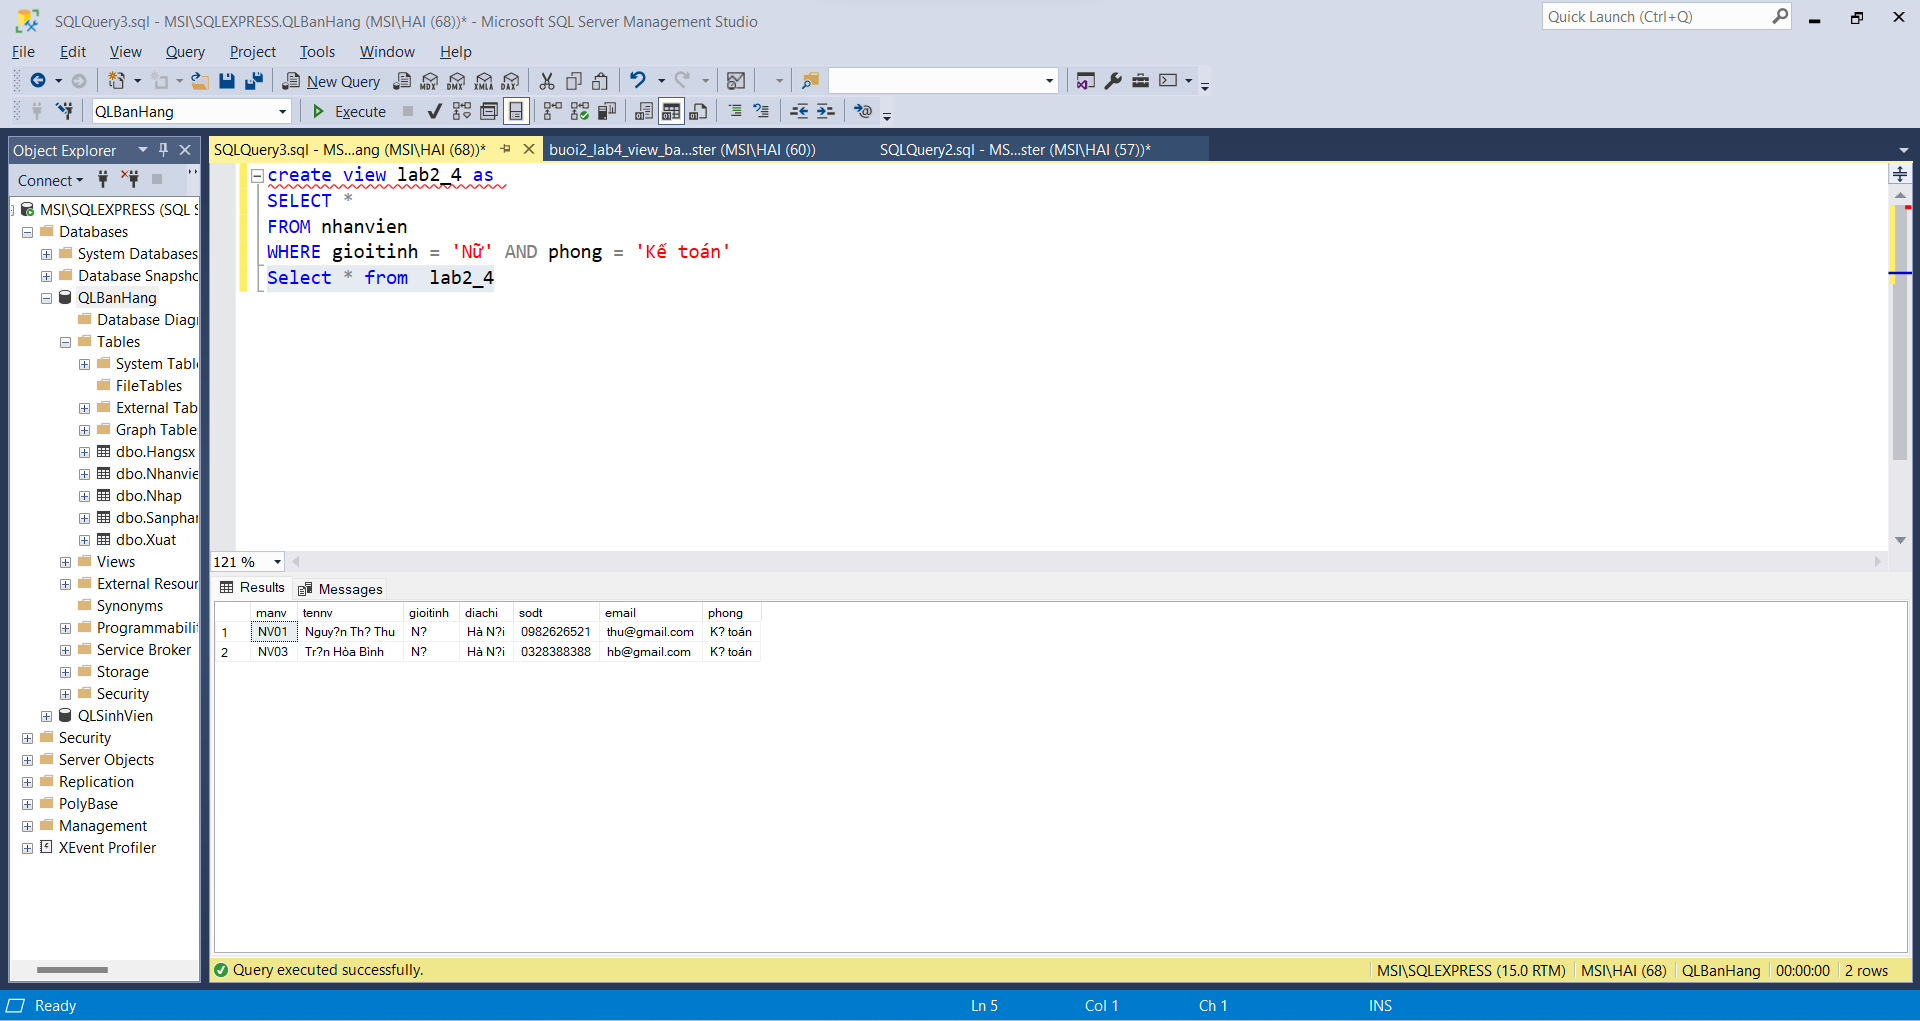 SQLQuery3.sql - MSI\SQLEXPRESS.QLBanHang (MSI\HAI (68))* - Microsoft SQL Server Management Studio
Quick Launch (Ctrl+Q)
File Edit View Query Project Tools Window Help
New Query MDX DMX XMLA DAX
QLBanHang Execute
Object Explorer
SQLQuery3.sql - MS...ang (MSI\HAI (68))* buoi2_lab4_view_ba...ster (MSI\HAI (60)) SQLQuery2.sql - MS...ster (MSI\HAI (57))*
Connect
MSI\SQLEXPRESS (SQL S
Databases
System Databases
Database Snapsho
QLBanHang
Database Diagr
Tables
System Table
FileTables
External Tab
Graph Table
dbo.Hangsx
dbo.Nhanvie
dbo.Nhap
dbo.Sanphan
dbo.Xuat
Views
External Resour
Synonyms
Programmabilit
Service Broker
Storage
Security
QLSinhVien
Security
Server Objects
Replication
PolyBase
Management
XEvent Profiler
create view lab2_4 as
SELECT *
FROM nhanvien
WHERE gioitinh = 'Nữ' AND phong = 'Kế toán'
Select * from lab2_4
121 %
Results Messages
manv tennv gioitinh diachi sodt email phong
1 NV01 Nguy?n Th? Thu N? Hà N?i 0982626521 thu@gmail.com K? toán
2 NV03 Tr?n Hòa Bình N? Hà N?i 0328388388 hb@gmail.com K? toán
Query executed successfully. MSI\SQLEXPRESS (15.0 RTM) MSI\HAI (68) QLBanHang 00:00:00 2 rows
Ready Ln 5 Col 1 Ch 1 INS